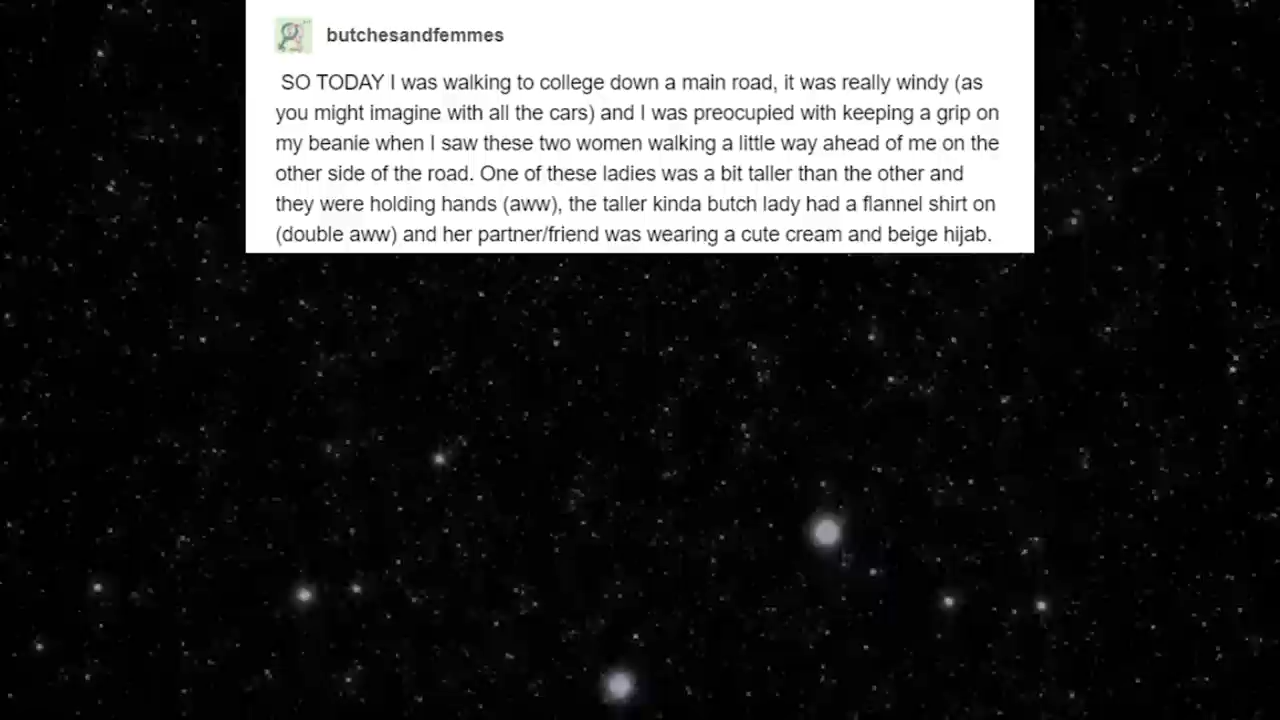 butchesandfemmes
SO TODAY I was walking to college down a main road, it was really windy (as
you might imagine with all the cars) and I was preocupied with keeping a grip on
my beanie when I saw these two women walking a little way ahead of me on the
other side of the road. One of these ladies was a bit taller than the other and
they were holding hands (aww), the taller kinda butch lady had a flannel shirt on
(double aww) and her partner/friend was wearing a cute cream and beige hijab.